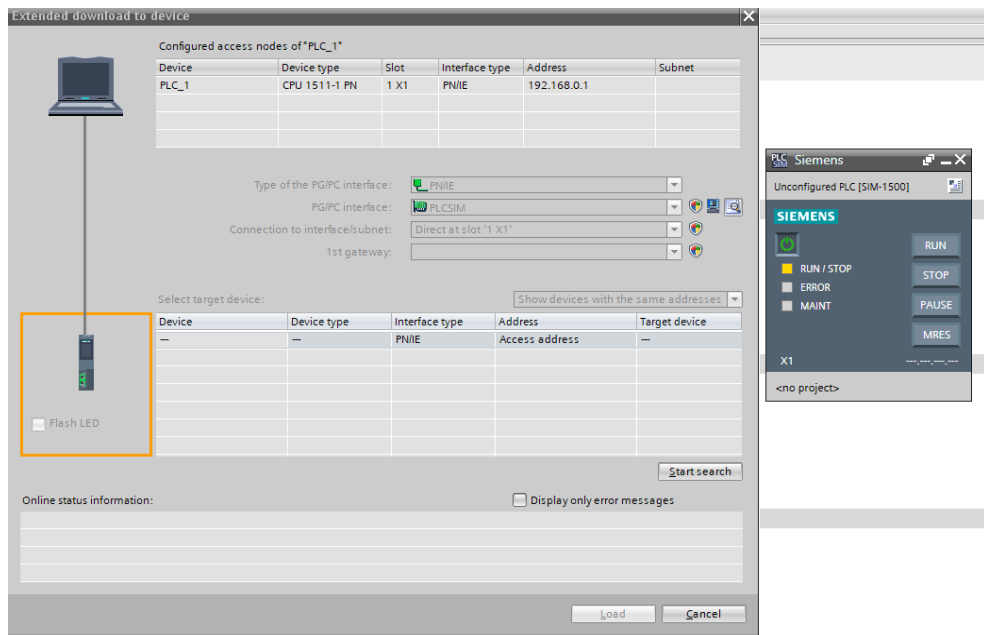 Extended download to device
Configured access nodes of "PLC_1"
Device Device type Slot Interface type Address Subnet
PLC_1 CPU 1511-1 PN 1 X1 PN/IE 192.168.0.1
Type of the PG/PC interface: PN/IE
PG/PC interface: PLCSIM
Connection to interface/subnet: Direct at slot '1 X1'
1st gateway:
Select target device: Show devices with the same addresses
Device Device type Interface type Address Target device
— — PN/IE Access address —
Flash LED
Start search
Online status information: Display only error messages
Load Cancel
PLC SIM Siemens
Unconfigured PLC [SIM-1500]
SIEMENS
RUN
RUN / STOP
STOP
ERROR
MAINT
PAUSE
MRES
X1 ---.---.---.---
<no project>